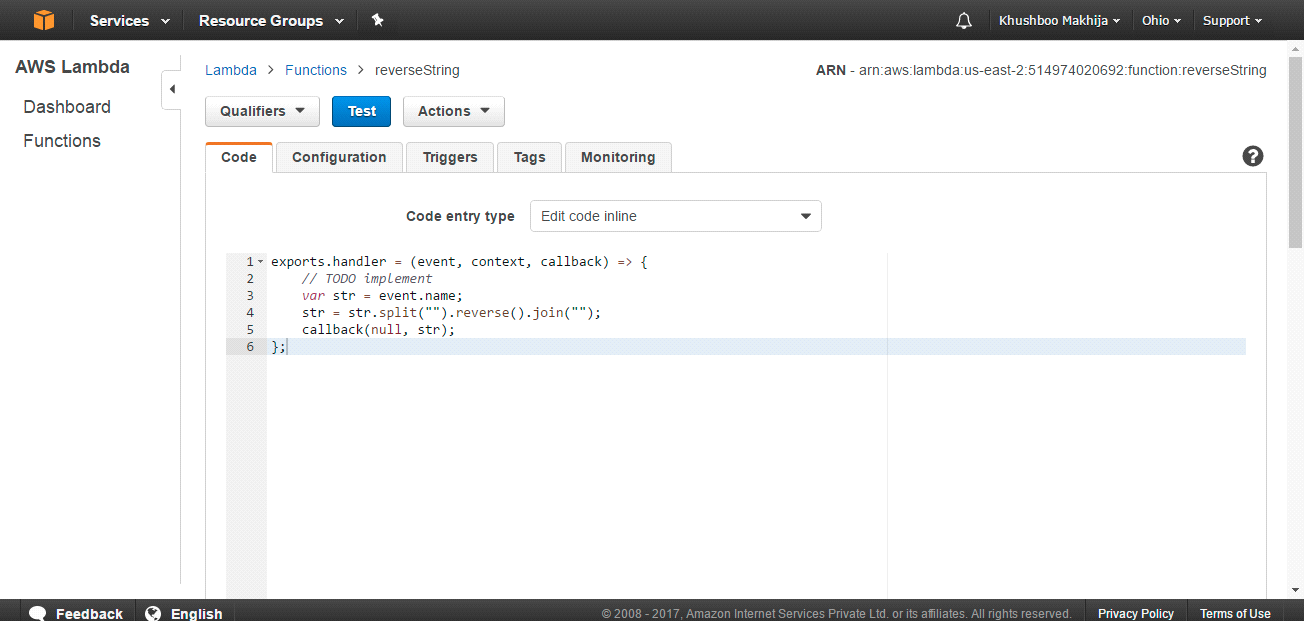 Services Resource Groups Khushboo Makhija Ohio Support
AWS Lambda
Dashboard
Functions
Lambda > Functions > reverseString
ARN - arn:aws:lambda:us-east-2:514974020692:function:reverseString
Qualifiers Test Actions
Code Configuration Triggers Tags Monitoring ?
Code entry type Edit code inline
1 exports.handler = (event, context, callback) => {
2 // TODO implement
3 var str = event.name;
4 str = str.split("").reverse().join("");
5 callback(null, str);
6 };
Feedback English © 2008 - 2017, Amazon Internet Services Private Ltd. or its affiliates. All rights reserved. Privacy Policy Terms of Use